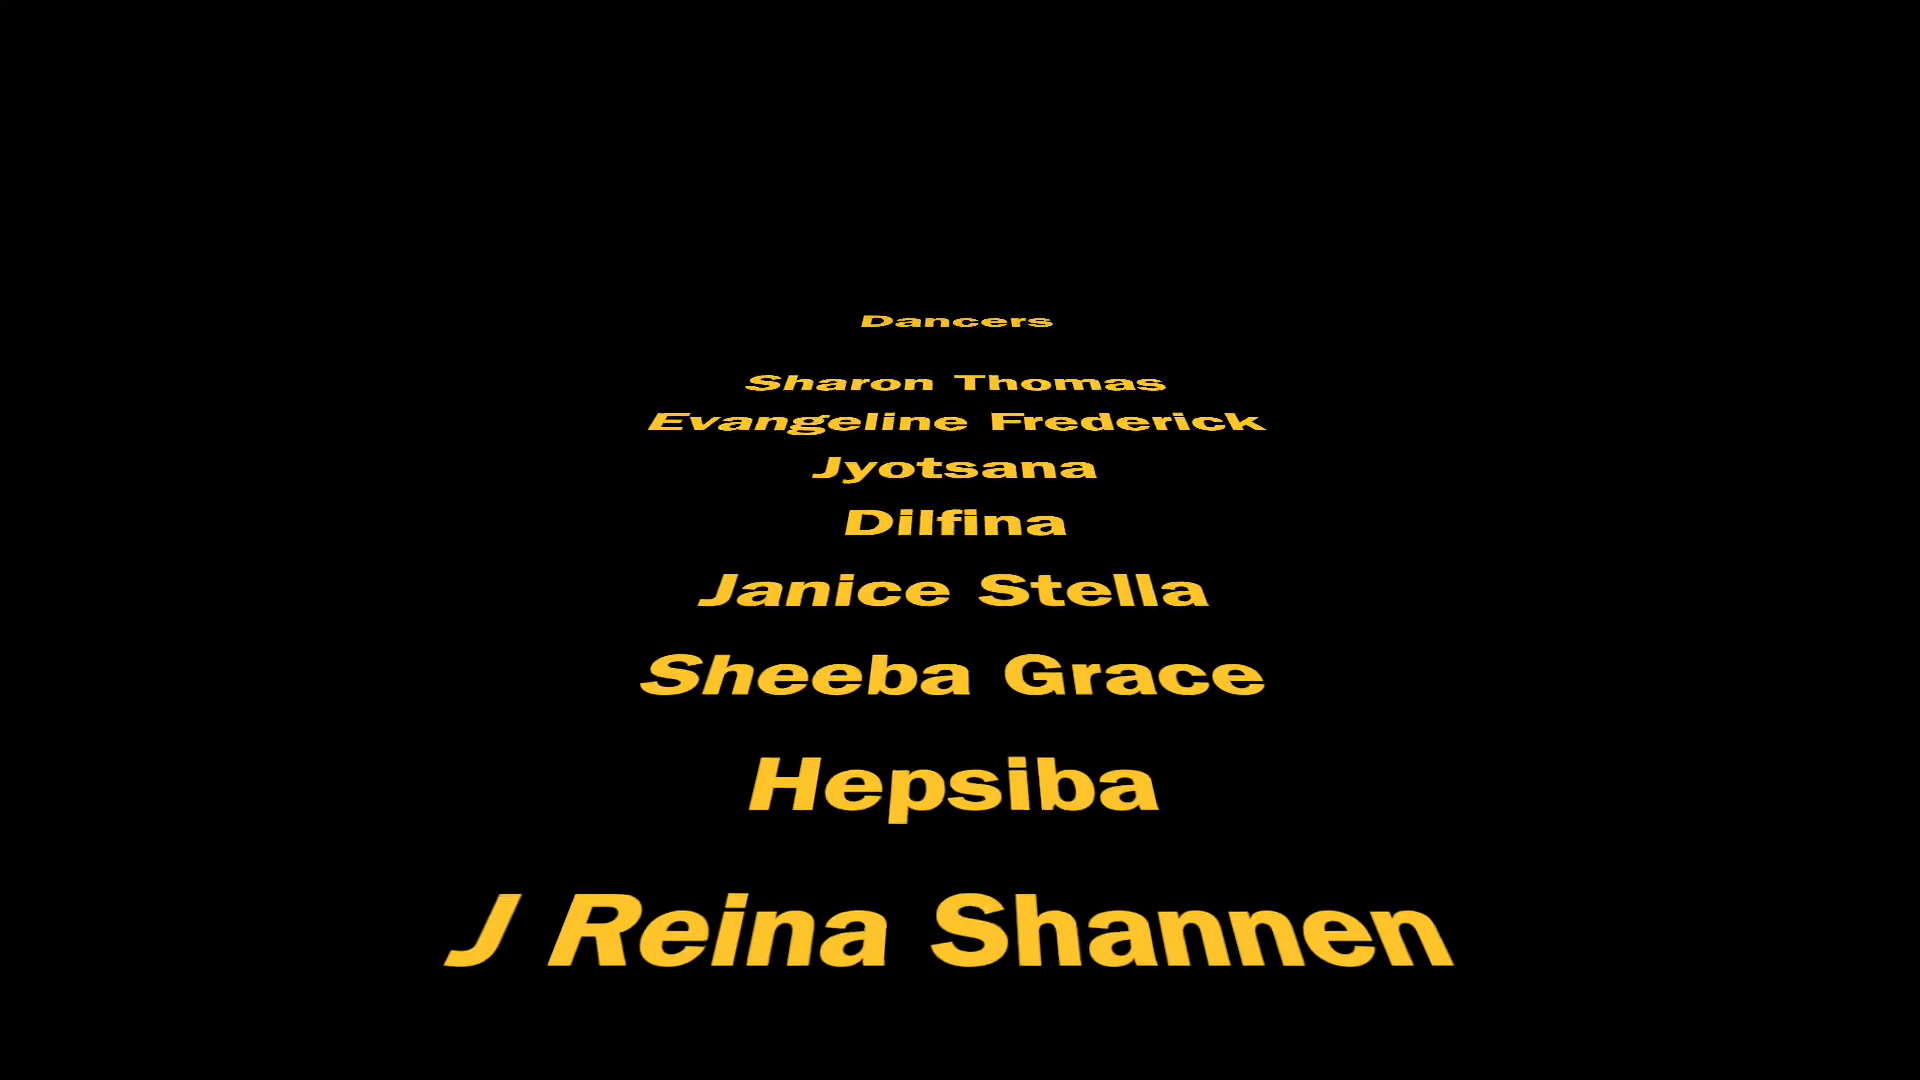 Dancers
Sharon Thomas
Evangeline Frederick
Jyotsana
Dilfina
Janice Stella
Sheeba Grace
Hepsiba
J Reina Shannen